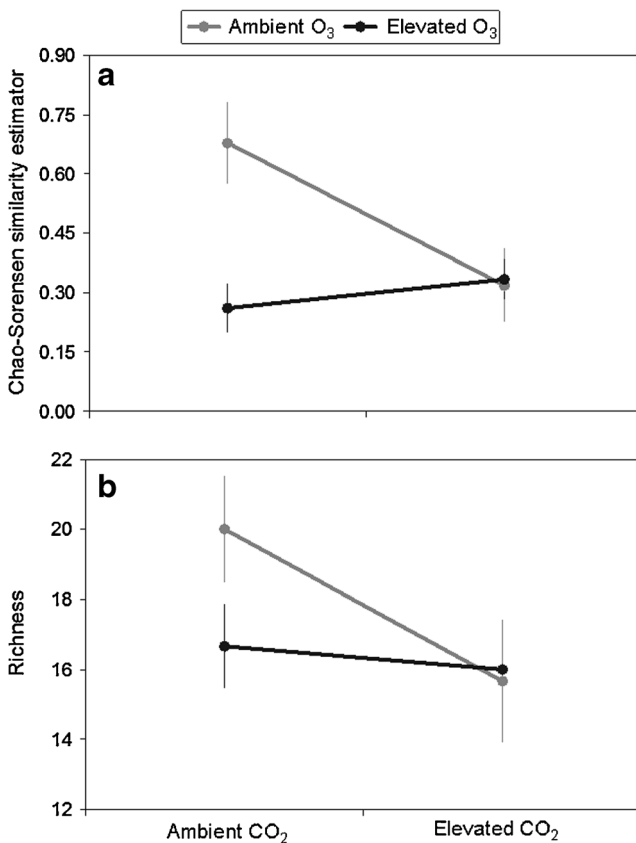 Ambient O3 Elevated O3
a
Chao-Sorensen similarity estimator
0.90
0.75
0.60
0.45
0.30
0.15
0.00
b
Richness
22
20
18
16
14
12
Ambient CO2 Elevated CO2